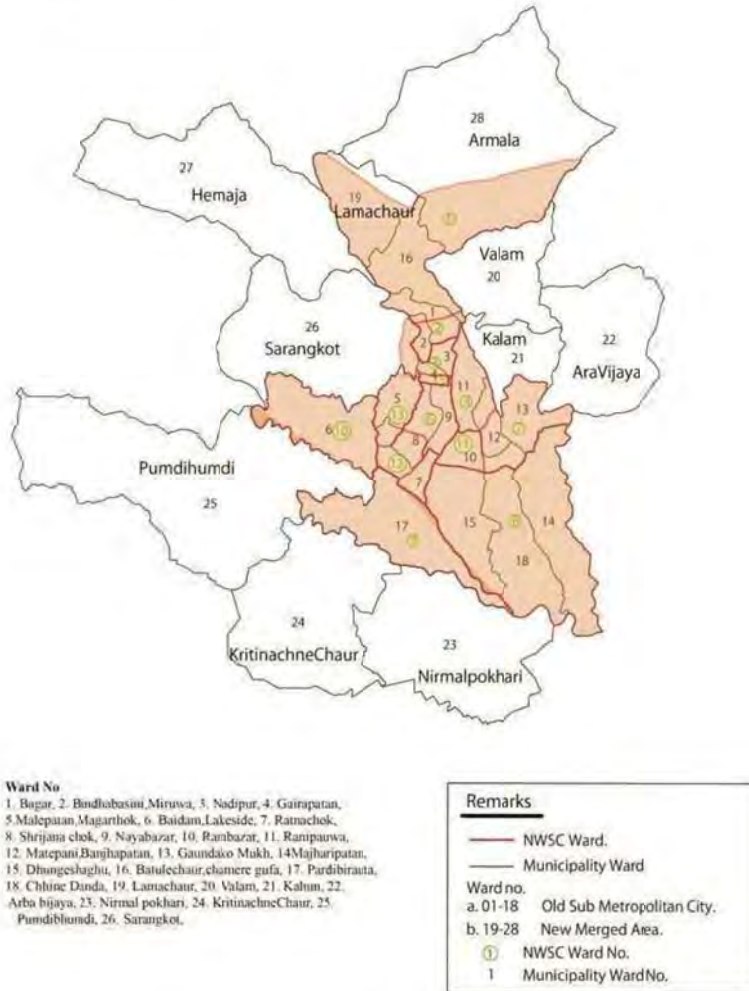 28
Armala
27
Hemaja
19
Lamachaur
16
Valam
20
26
Sarangkot
1
2
3
Kalam
21
22
AraVijaya
11
13
5
6
10
9
12
8
10
7
Pumdihumdi
25
17
15
14
18
24
KritinachneChaur
23
Nirmalpokhari
Ward No
1. Bagar, 2. Bindhabasini,Miruwa, 3. Nadipur, 4. Gairapatan,
5.Malepatan,Magarthok, 6. Baidam,Lakeside, 7. Ratnachok,
8. Shrijana chok, 9. Nayabazar, 10. Rambazar, 11. Ranipauwa,
12. Matepani,Banjhapatan, 13. Gaundako Mukh, 14Majharipatan,
15. Dhungeshaghu, 16. Batulechaur,chamere gufa, 17. Pardibirauta,
18. Chhine Danda, 19. Lamachaur, 20. Valam, 21. Kahun, 22.
Arba bijaya, 23. Nirmal pokhari, 24. KritinachneChaur, 25.
Pumdibhumdi, 26. Sarangkot,
Remarks
NWSC Ward.
Municipality Ward
Ward no.
a. 01-18 Old Sub Metropolitan City.
b. 19-28 New Merged Area.
1 NWSC Ward No.
1 Municipality WardNo.